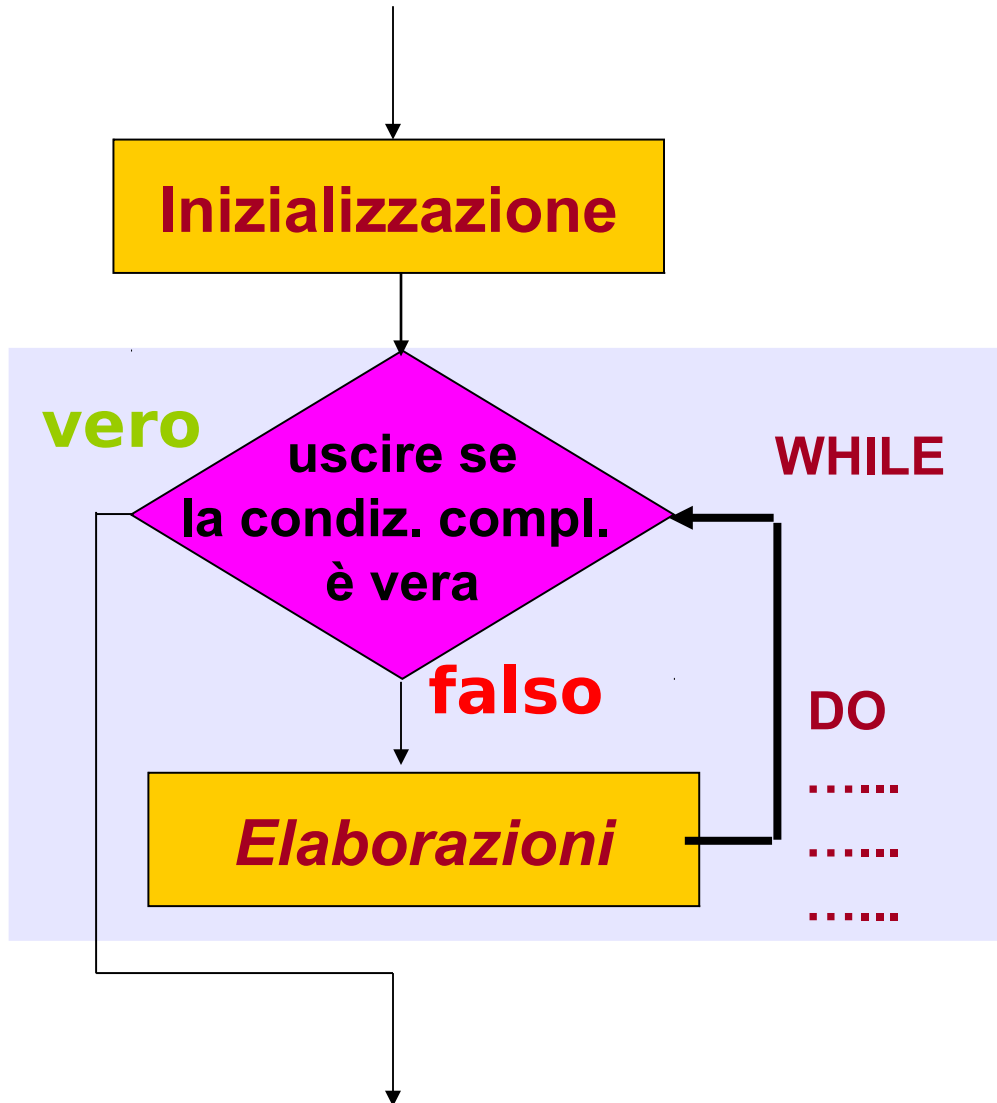 Inizializzazione
vero
uscire se
la condiz. compl.
è vera
WHILE
falso
DO
......
Elaborazioni
......
......